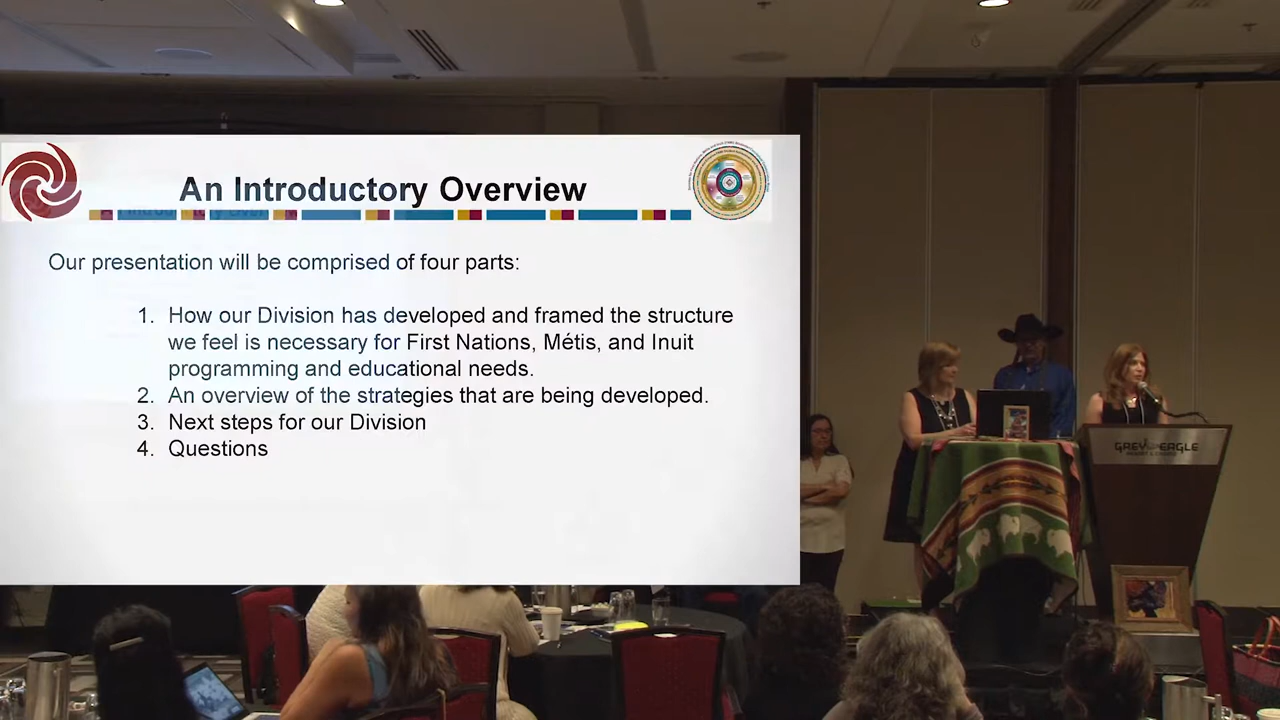 An Introductory Overview
Our presentation will be comprised of four parts:
1. How our Division has developed and framed the structure
we feel is necessary for First Nations, Métis, and Inuit
programming and educational needs.
2. An overview of the strategies that are being developed.
3. Next steps for our Division
4. Questions
GREY EAGLE
RESORT & CASINO